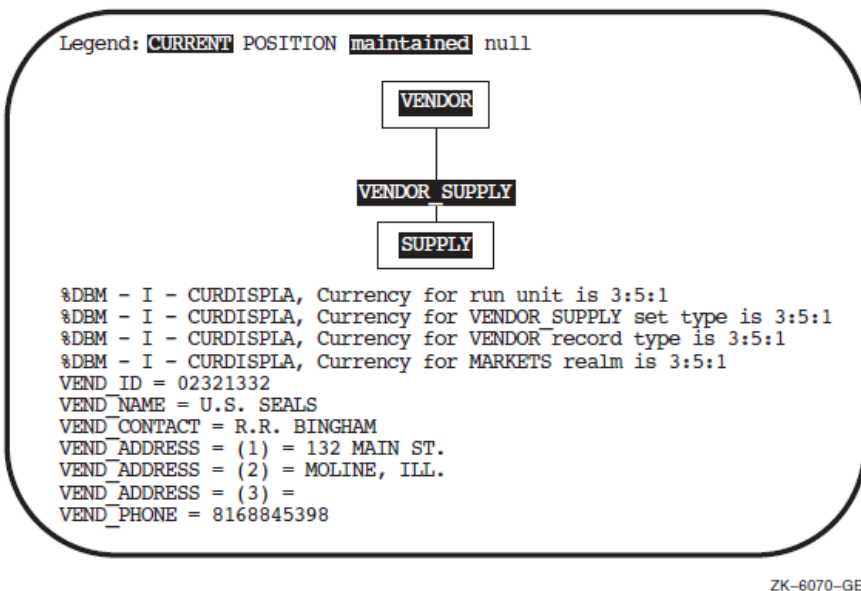 Legend: CURRENT POSITION maintained null
VENDOR
VENDOR_SUPPLY
SUPPLY
%DBM - I - CURDISPLA, Currency for run unit is 3:5:1
%DBM - I - CURDISPLA, Currency for VENDOR_SUPPLY set type is 3:5:1
%DBM - I - CURDISPLA, Currency for VENDOR record type is 3:5:1
%DBM - I - CURDISPLA, Currency for MARKETS realm is 3:5:1
VEND_ID = 02321332
VEND_NAME = U.S. SEALS
VEND_CONTACT = R.R. BINGHAM
VEND_ADDRESS = (1) = 132 MAIN ST.
VEND_ADDRESS = (2) = MOLINE, ILL.
VEND_ADDRESS = (3) =
VEND_PHONE = 8168845398
ZK-6070-GE